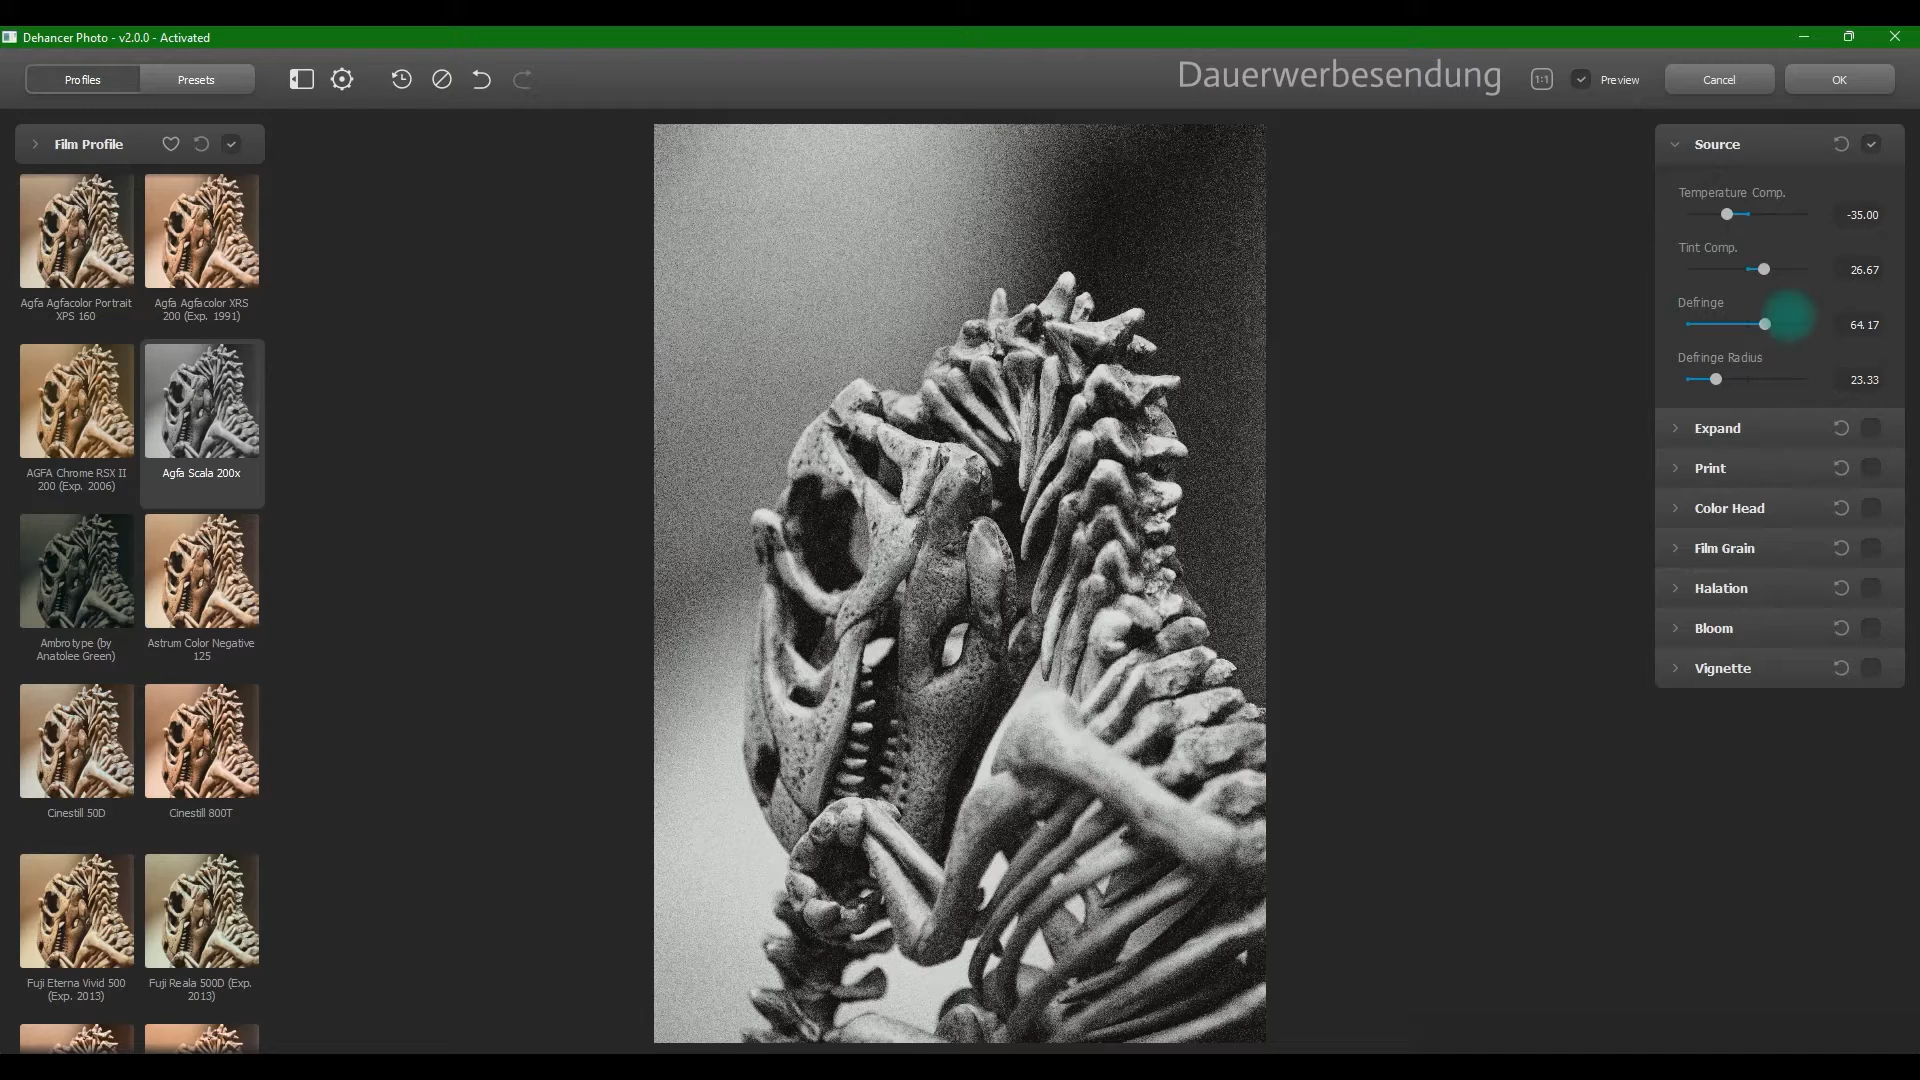 Dehancer Photo - v2.0.0 - Activated
Profiles
Presets
Dauerwerbesendung
1:1
Preview
Cancel
OK
Film Profile
Agfa Agfacolor Portrait
XPS 160
Agfa Agfacolor XRS
200 (Exp. 1991)
AGFA Chrome RSX II
200 (Exp. 2006)
Agfa Scala 200x
Ambrotype (by
Anatolee Green)
Astrum Color Negative
125
Cinestill 50D
Cinestill 800T
Fuji Eterna Vivid 500
(Exp. 2013)
Fuji Reala 500D (Exp.
2013)
Source
Temperature Comp.
-35.00
Tint Comp.
26.67
Defringe
64.17
Defringe Radius
23.33
Expand
Print
Color Head
Film Grain
Halation
Bloom
Vignette